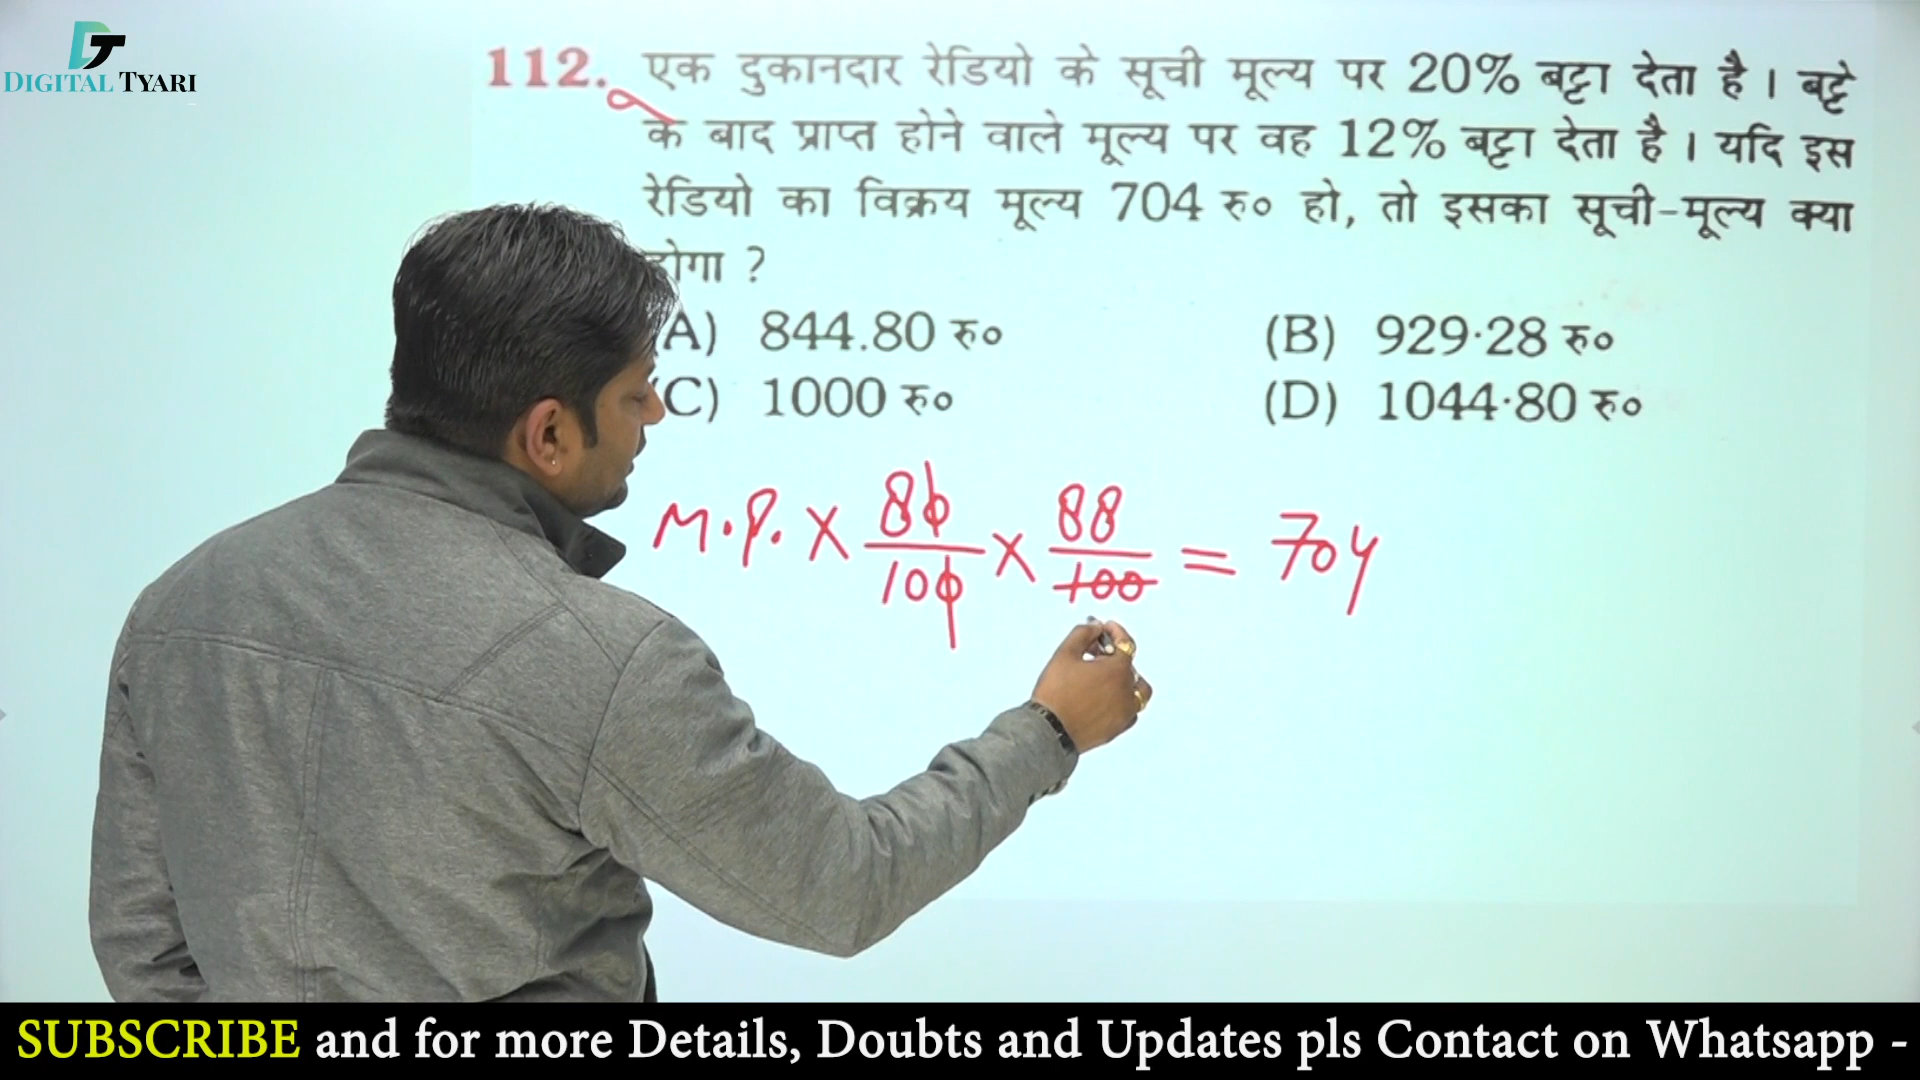 DT
DIGITAL TYARI
112. एक दुकानदार रेडियो के सूची मूल्य पर 20% बट्टा देता है। बट्टे
के बाद प्राप्त होने वाले मूल्य पर वह 12% बट्टा देता है। यदि इस
रेडियो का विक्रय मूल्य 704 रु० हो, तो इसका सूची-मूल्य क्या
होगा ?
(A) 844.80 रु० (B) 929·28 रु०
(C) 1000 रु० (D) 1044·80 रु०
M.P. × 80/100 × 88/100 = 704
SUBSCRIBE and for more Details, Doubts and Updates pls Contact on Whatsapp -